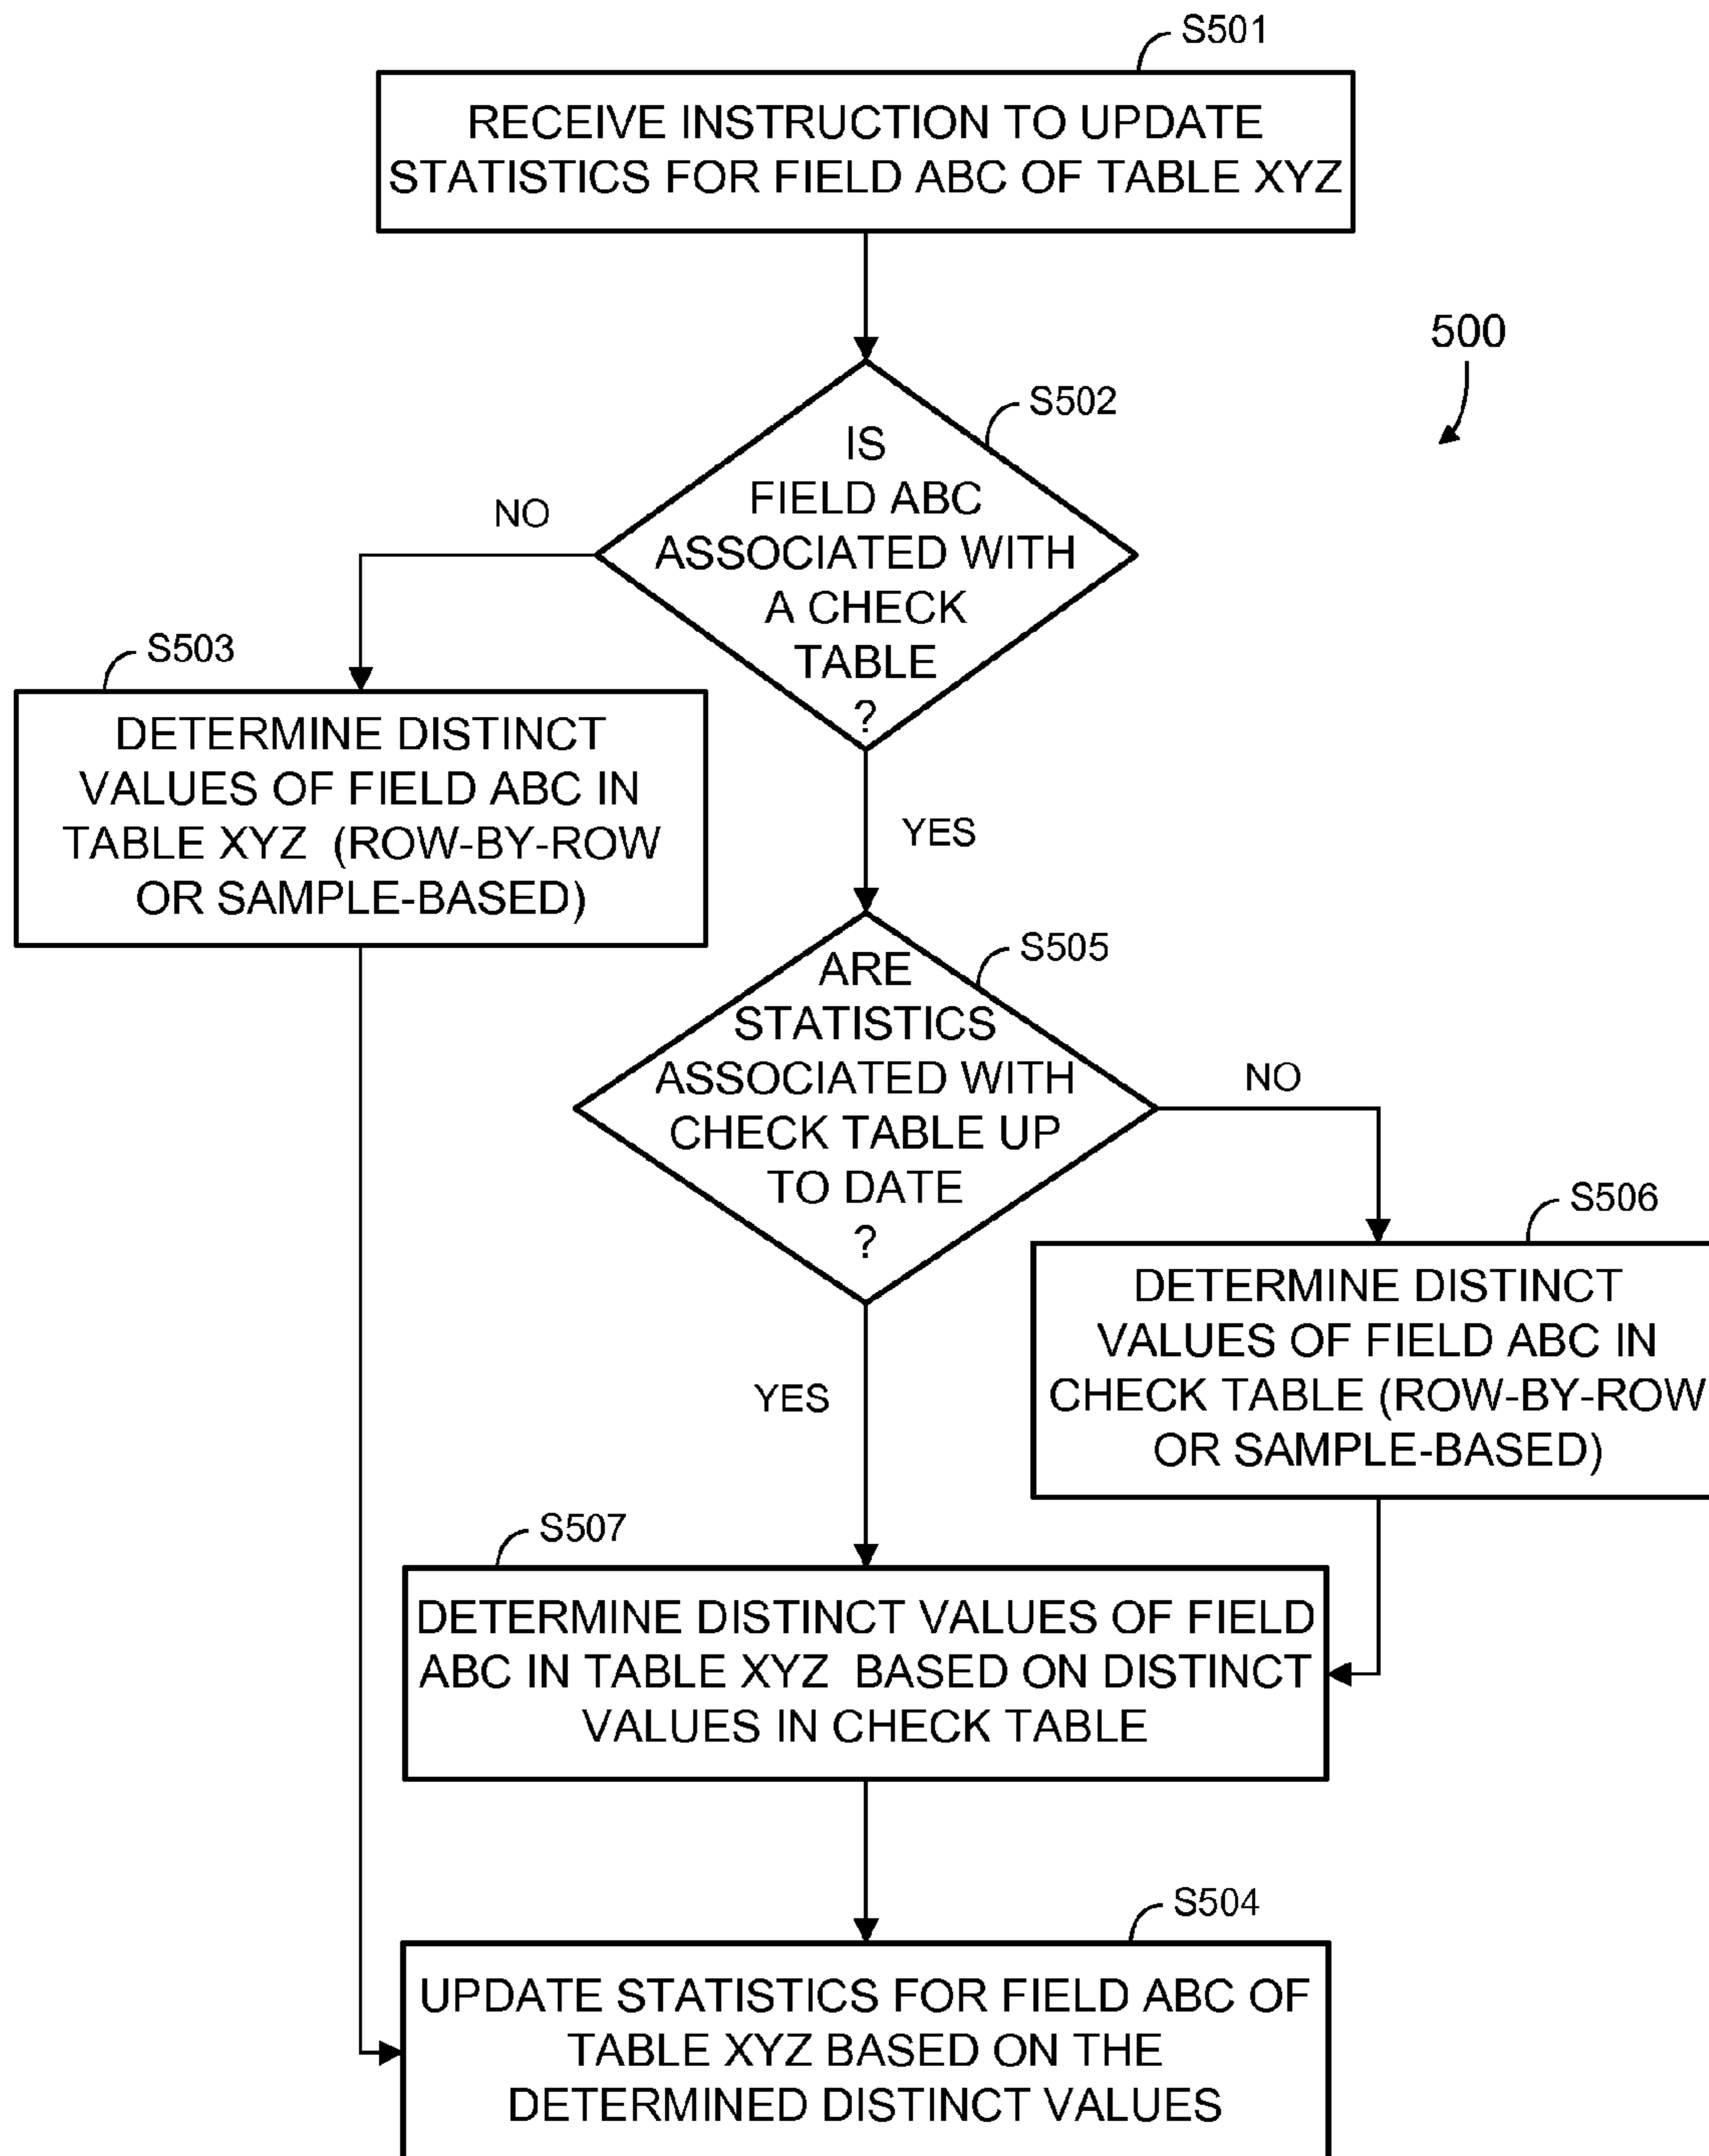 S501
RECEIVE INSTRUCTION TO UPDATE
STATISTICS FOR FIELD ABC OF TABLE XYZ
500
S502
IS
FIELD ABC
ASSOCIATED WITH
A CHECK
TABLE
?
NO
YES
S503
DETERMINE DISTINCT
VALUES OF FIELD ABC IN
TABLE XYZ (ROW-BY-ROW
OR SAMPLE-BASED)
S505
ARE
STATISTICS
ASSOCIATED WITH
CHECK TABLE UP
TO DATE
?
NO
YES
S506
DETERMINE DISTINCT
VALUES OF FIELD ABC IN
CHECK TABLE (ROW-BY-ROW
OR SAMPLE-BASED)
S507
DETERMINE DISTINCT VALUES OF FIELD
ABC IN TABLE XYZ BASED ON DISTINCT
VALUES IN CHECK TABLE
S504
UPDATE STATISTICS FOR FIELD ABC OF
TABLE XYZ BASED ON THE
DETERMINED DISTINCT VALUES